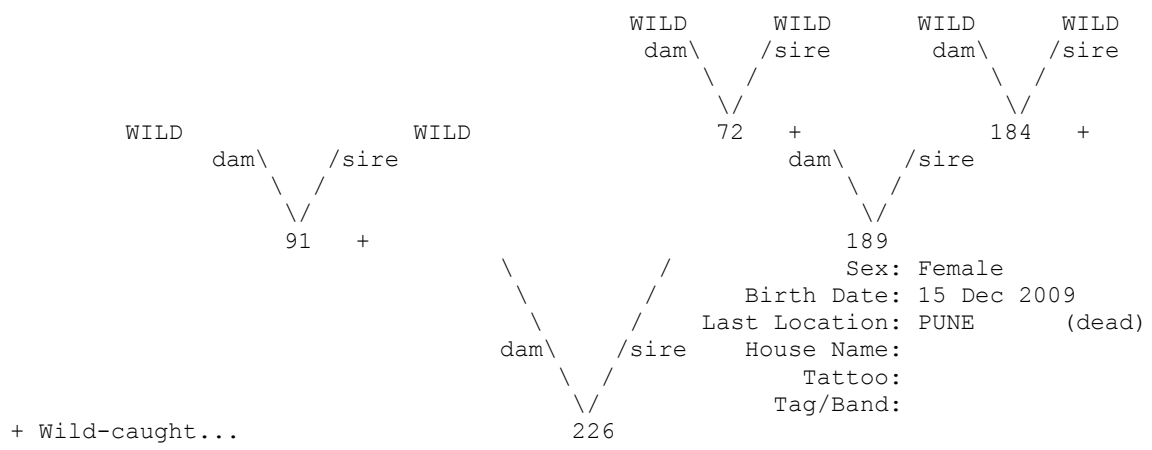 WILD WILD WILD WILD
dam\ /sire dam\ /sire
\ / \ /
\/ \/
WILD WILD 72 + 184 +
dam\ /sire dam\ /sire
\ / \ /
\/ \/
91 + 189
\ / Sex: Female
\ / Birth Date: 15 Dec 2009
\ / Last Location: PUNE (dead)
dam\ /sire House Name:
\ / Tattoo:
\/ Tag/Band:
+ Wild-caught... 226